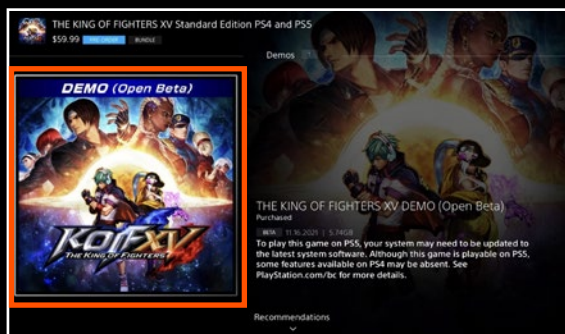 THE KING OF FIGHTERS XV Standard Edition PS4 and PS5
$59.99 PRE-ORDER BUNDLE
Demos
DEMO (Open Beta)
KOF XV
THE KING OF FIGHTERS
THE KING OF FIGHTERS XV DEMO (Open Beta)
Purchased
BETA 11.16.2021 | 5.74GB
To play this game on PS5, your system may need to be updated to
the latest system software. Although this game is playable on PS5,
some features available on PS4 may be absent. See
PlayStation.com/bc for more details.
Recommendations